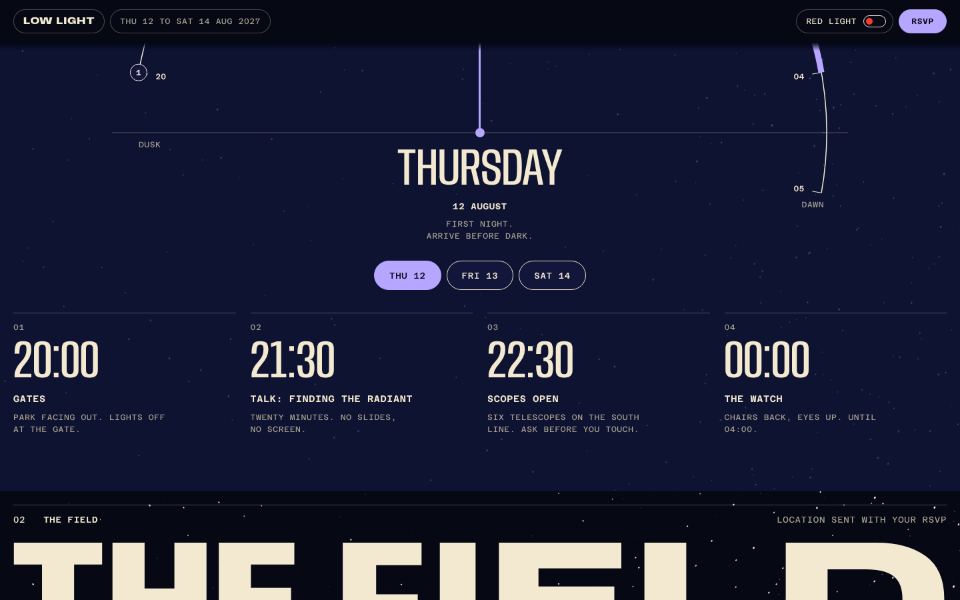 LOW LIGHT
THU 12 TO SAT 14 AUG 2027
RED LIGHT
RSVP
1
20
04
DUSK
05
DAWN
THURSDAY
12 AUGUST
FIRST NIGHT.
ARRIVE BEFORE DARK.
THU 12
FRI 13
SAT 14
01
20:00
GATES
PARK FACING OUT. LIGHTS OFF
AT THE GATE.
02
21:30
TALK: FINDING THE RADIANT
TWENTY MINUTES. NO SLIDES,
NO SCREEN.
03
22:30
SCOPES OPEN
SIX TELESCOPES ON THE SOUTH
LINE. ASK BEFORE YOU TOUCH.
04
00:00
THE WATCH
CHAIRS BACK, EYES UP. UNTIL
04:00.
02 THE FIELD
LOCATION SENT WITH YOUR RSVP
THE FIELD